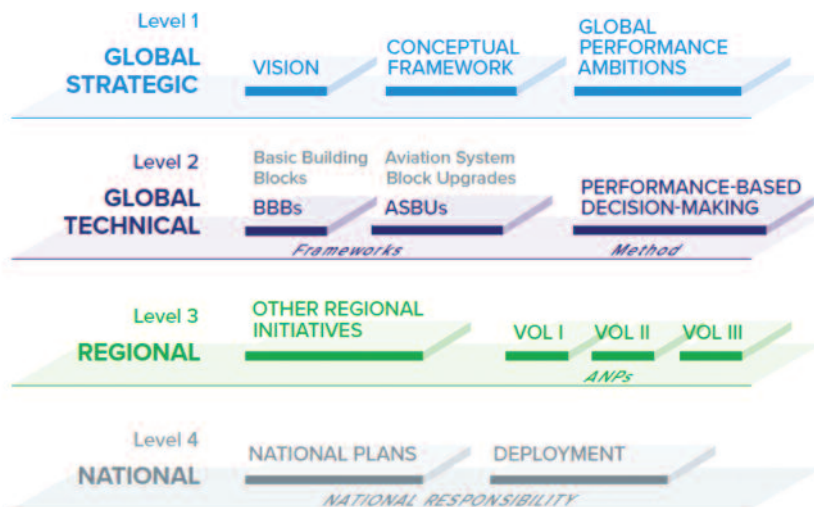 Level 1
GLOBAL
STRATEGIC
VISION
CONCEPTUAL
FRAMEWORK
GLOBAL
PERFORMANCE
AMBITIONS
Level 2
GLOBAL
TECHNICAL
Basic Building
Blocks
BBBs
Aviation System
Block Upgrades
ASBUs
Frameworks
PERFORMANCE-BASED
DECISION-MAKING
Method
Level 3
REGIONAL
OTHER REGIONAL
INITIATIVES
VOL I
VOL II
VOL III
ANPs
Level 4
NATIONAL
NATIONAL PLANS
DEPLOYMENT
NATIONAL RESPONSIBILITY